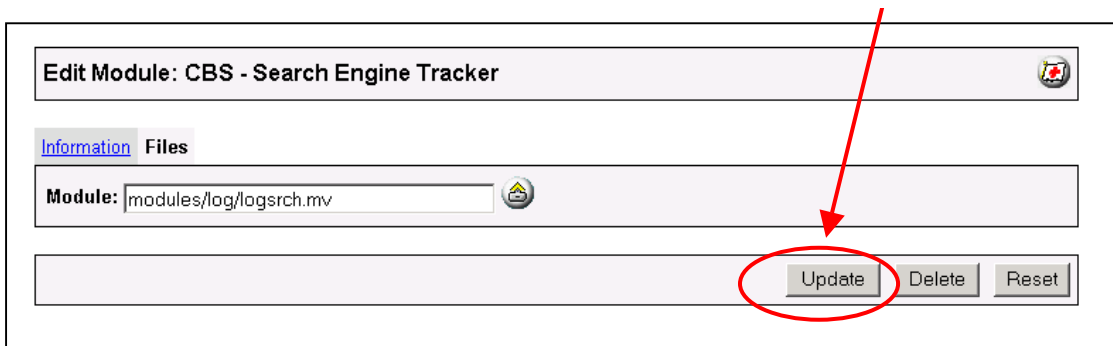 Edit Module: CBS - Search Engine Tracker
Information Files
Module: modules/log/logsrch.mv
Update Delete Reset